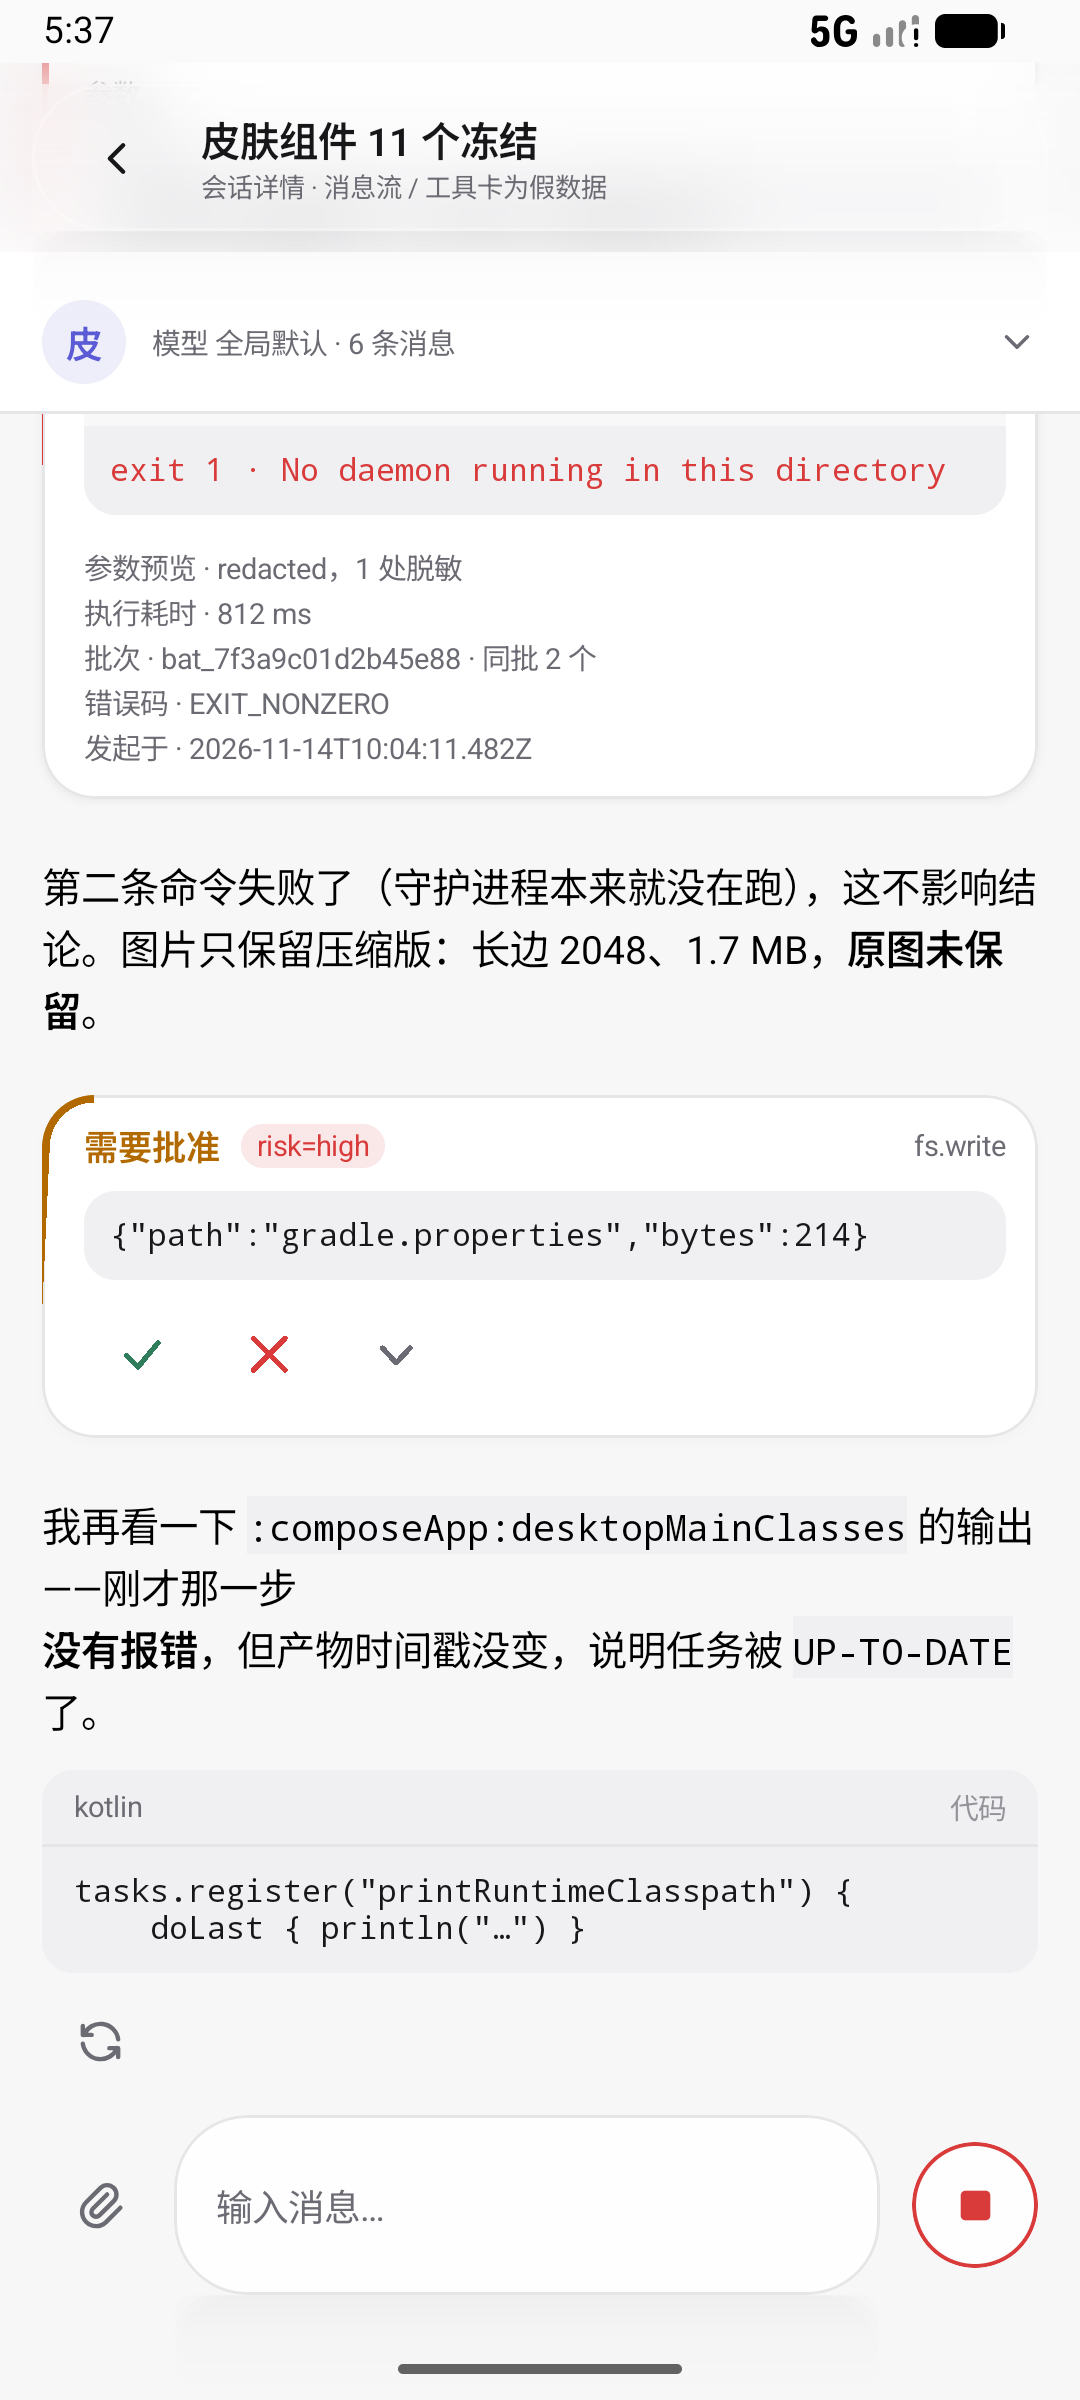 5:37
5G
参数
皮肤组件 11 个冻结
会话详情 · 消息流 / 工具卡为假数据
皮
模型 全局默认 · 6 条消息
exit 1 · No daemon running in this directory
参数预览 · redacted，1 处脱敏
执行耗时 · 812 ms
批次 · bat_7f3a9c01d2b45e88 · 同批 2 个
错误码 · EXIT_NONZERO
发起于 · 2026-11-14T10:04:11.482Z
第二条命令失败了（守护进程本来就没在跑），这不影响结
论。图片只保留压缩版：长边 2048、1.7 MB，原图未保
留。
需要批准
risk=high
fs.write
{"path":"gradle.properties","bytes":214}
我再看一下 :composeApp:desktopMainClasses 的输出
——刚才那一步
没有报错，但产物时间戳没变，说明任务被 UP-TO-DATE
了。
kotlin
代码
tasks.register("printRuntimeClasspath") {
    doLast { println("…") }
输入消息…